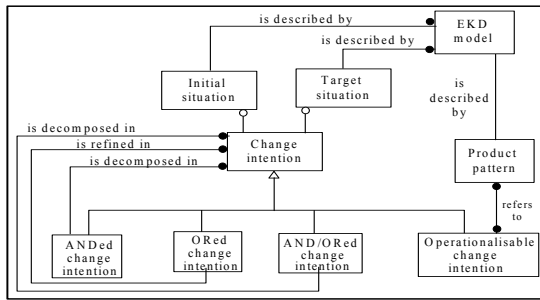 is described by
EKD
model
is described by
Initial
situation
Target
situation
is
described
by
is decomposed in
is refined in
is decomposed in
Change
intention
Product
pattern
refers
to
ANDed
change
intention
ORed
change
intention
AND/ORed
change
intention
Operationalisable
change
intention